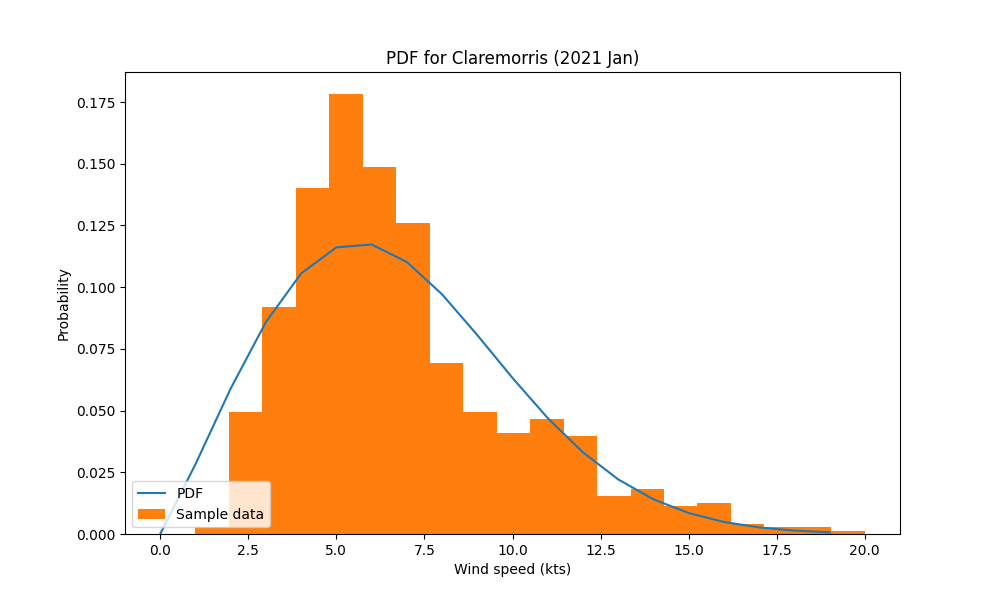 PDF for Claremorris (2021 Jan)
Probability
0.175
0.150
0.125
0.100
0.075
0.050
0.025
0.000
PDF
Sample data
0.0 2.5 5.0 7.5 10.0 12.5 15.0 17.5 20.0
Wind speed (kts)